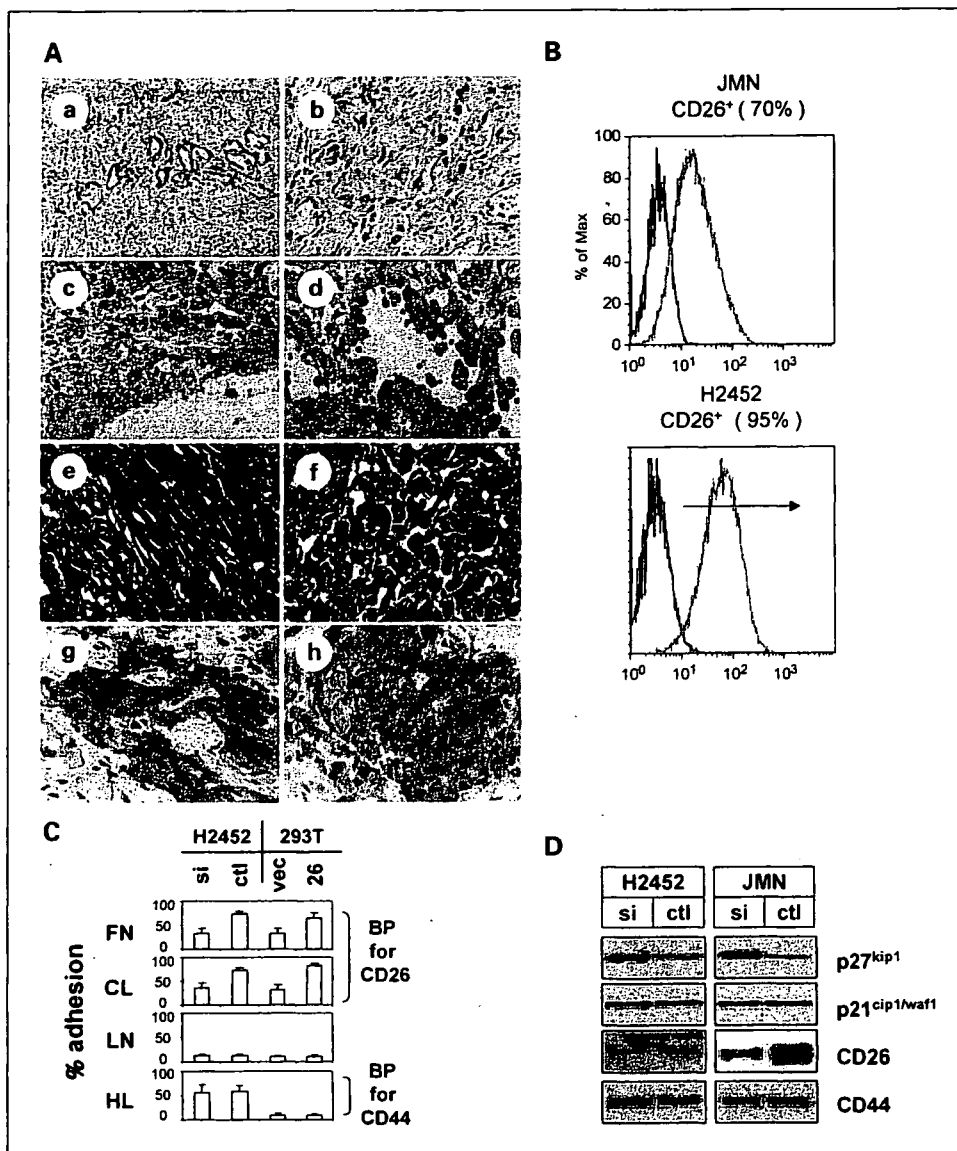 A
a
b
c
d
e
f
g
h
B
JMN
CD26+ ( 70%)
% of Max
100
80
60
40
20
0
10⁰ 10¹ 10² 10³
H2452
CD26+ ( 95%)
10⁰ 10¹ 10² 10³
C
H2452 293T
si ctl vec 26
% adhesion
FN 100 50 0
CL 100 50 0
LN 100 50 0
HL 100 50 0
BP for CD26
BP for CD44
D
H2452 JMN
si ctl si ctl
p27kip1
p21cip1/waf1
CD26
CD44